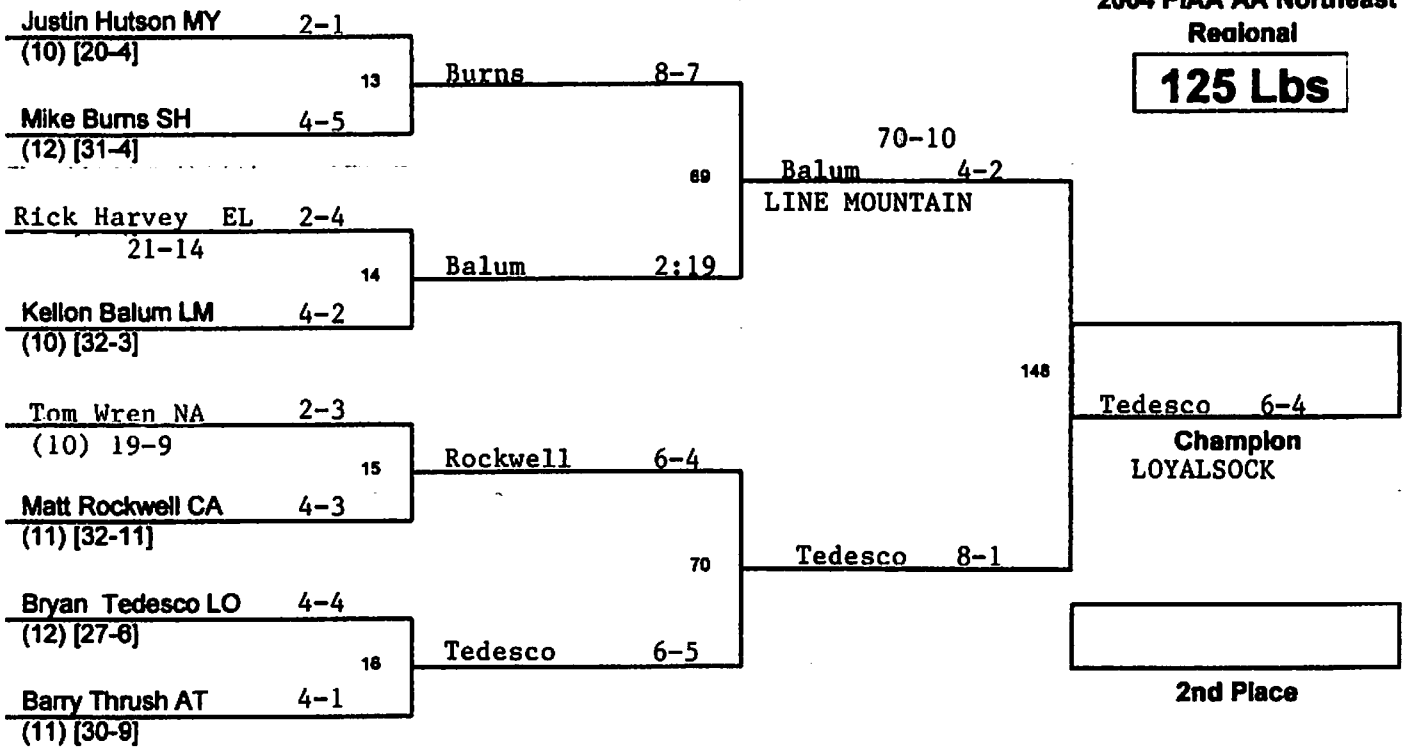 2004 PIAA AA Northeast
Regional
125 Lbs
Justin Hutson MY 2-1
(10) [20-4]
13 Burns 8-7
Mike Burns SH 4-5
(12) [31-4]
70-10
69 Balum 4-2
LINE MOUNTAIN
Rick Harvey EL 2-4
21-14
14 Balum 2:19
Kellon Balum LM 4-2
(10) [32-3]
148
Tedesco 6-4
Champion
LOYALSOCK
Tom Wren NA 2-3
(10) 19-9
15 Rockwell 6-4
Matt Rockwell CA 4-3
(11) [32-11]
70 Tedesco 8-1
Bryan Tedesco LO 4-4
(12) [27-6]
16 Tedesco 6-5
Barry Thrush AT 4-1
(11) [30-9]
2nd Place